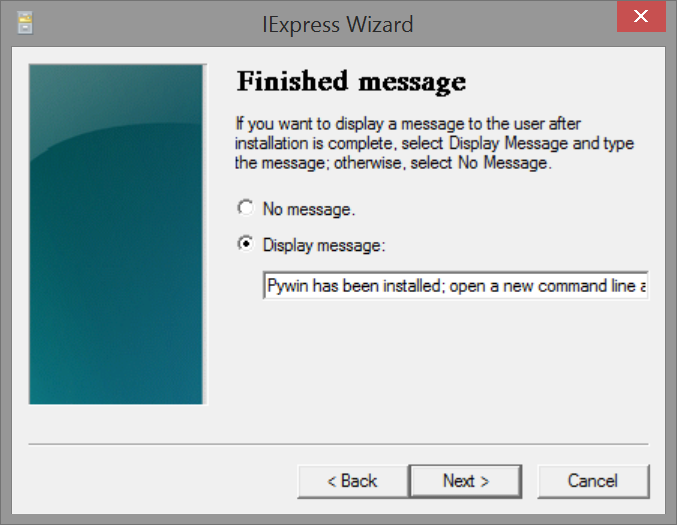 IExpress Wizard
Finished message
If you want to display a message to the user after
installation is complete, select Display Message and type
the message; otherwise, select No Message.
No message.
Display message:
Pywin has been installed; open a new command line
< Back
Next >
Cancel